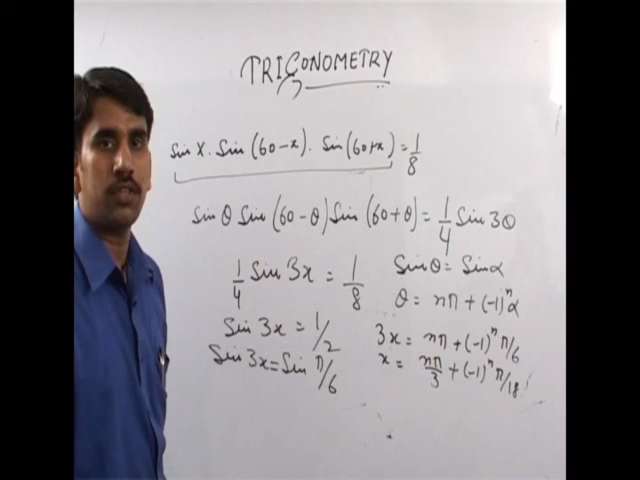 TRIGONOMETRY
sin x. sin (60-x). sin (60+x) = 1/8
sin θ sin (60-θ) sin (60+θ) = 1/4 sin 3θ
1/4 sin 3x = 1/8
sin 3x = 1/2
sin 3x = sin π/6
sin θ = sin α
θ = nπ + (-1)ⁿ α
3x = nπ + (-1)ⁿ π/6
x = nπ/3 + (-1)ⁿ π/18